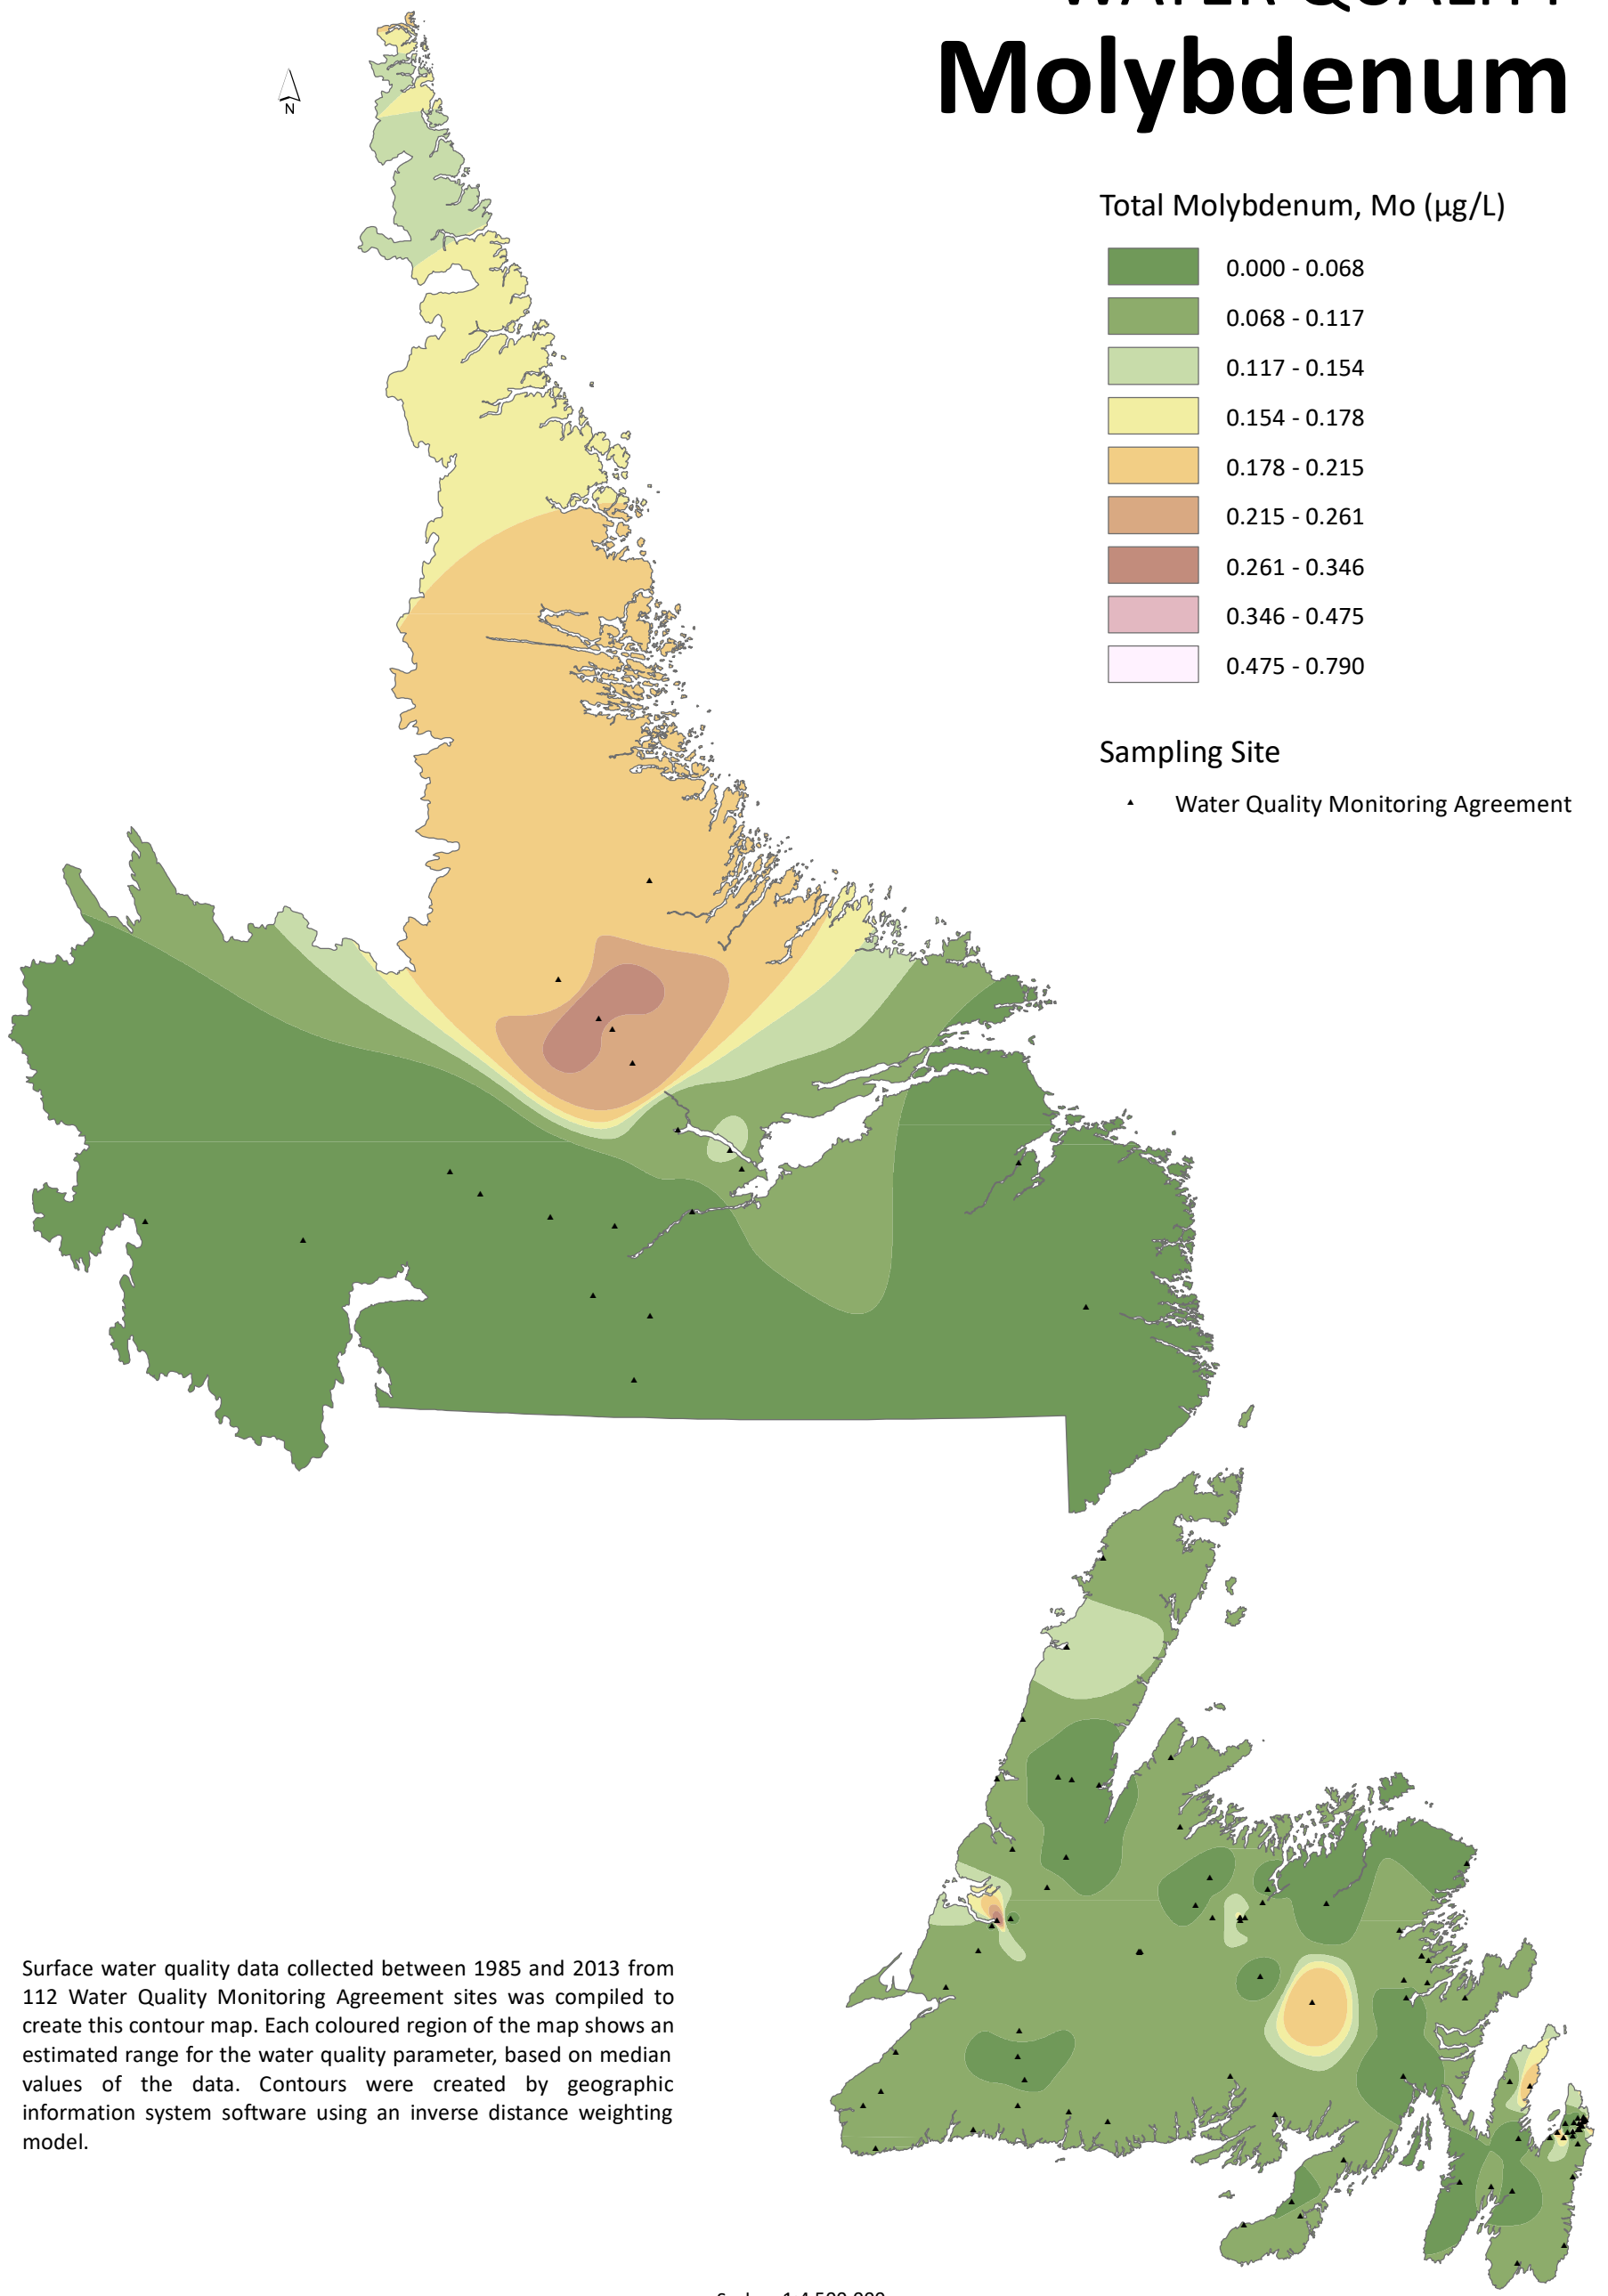 WATER QUALITY
Molybdenum
N
Total Molybdenum, Mo (µg/L)
0.000 - 0.068
0.068 - 0.117
0.117 - 0.154
0.154 - 0.178
0.178 - 0.215
0.215 - 0.261
0.261 - 0.346
0.346 - 0.475
0.475 - 0.790
Sampling Site
Water Quality Monitoring Agreement
Surface water quality data collected between 1985 and 2013 from
112 Water Quality Monitoring Agreement sites was compiled to
create this contour map. Each coloured region of the map shows an
estimated range for the water quality parameter, based on median
values of the data. Contours were created by geographic
information system software using an inverse distance weighting
model.